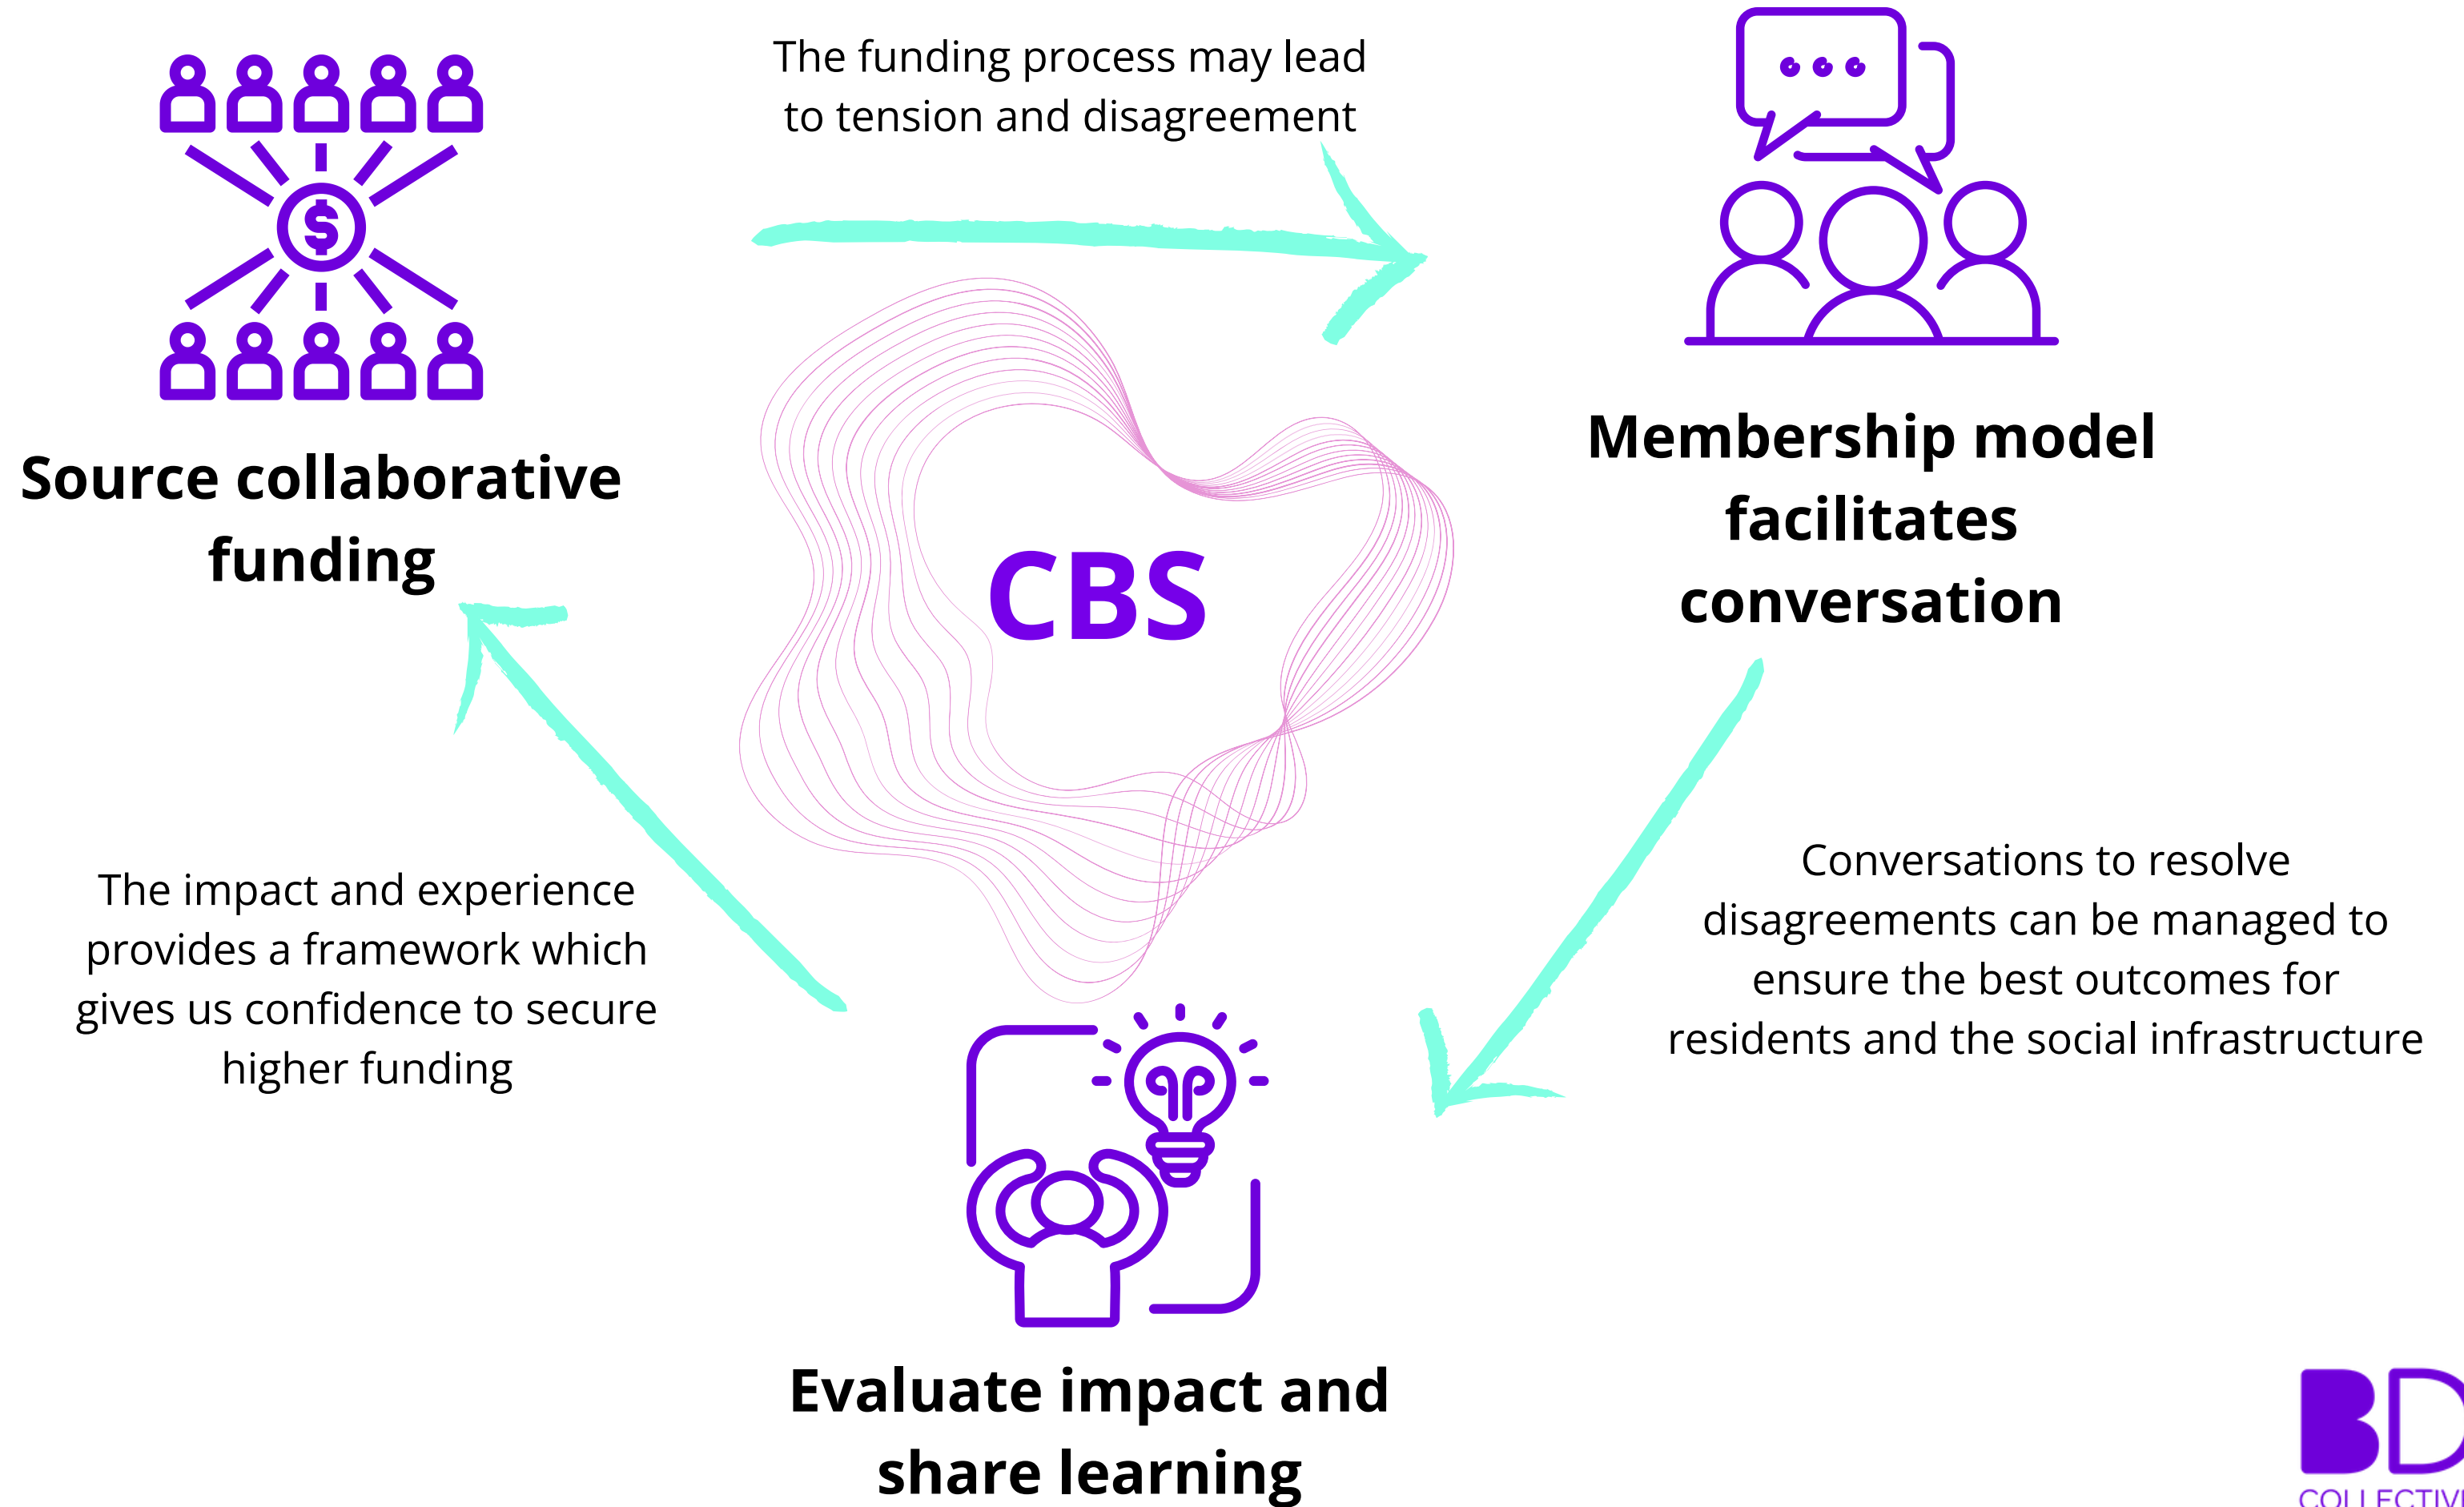 The funding process may lead
to tension and disagreement
Source collaborative
funding
Membership model
facilitates
conversation
CBS
The impact and experience
provides a framework which
gives us confidence to secure
higher funding
Conversations to resolve
disagreements can be managed to
ensure the best outcomes for
residents and the social infrastructure
Evaluate impact and
share learning
BD